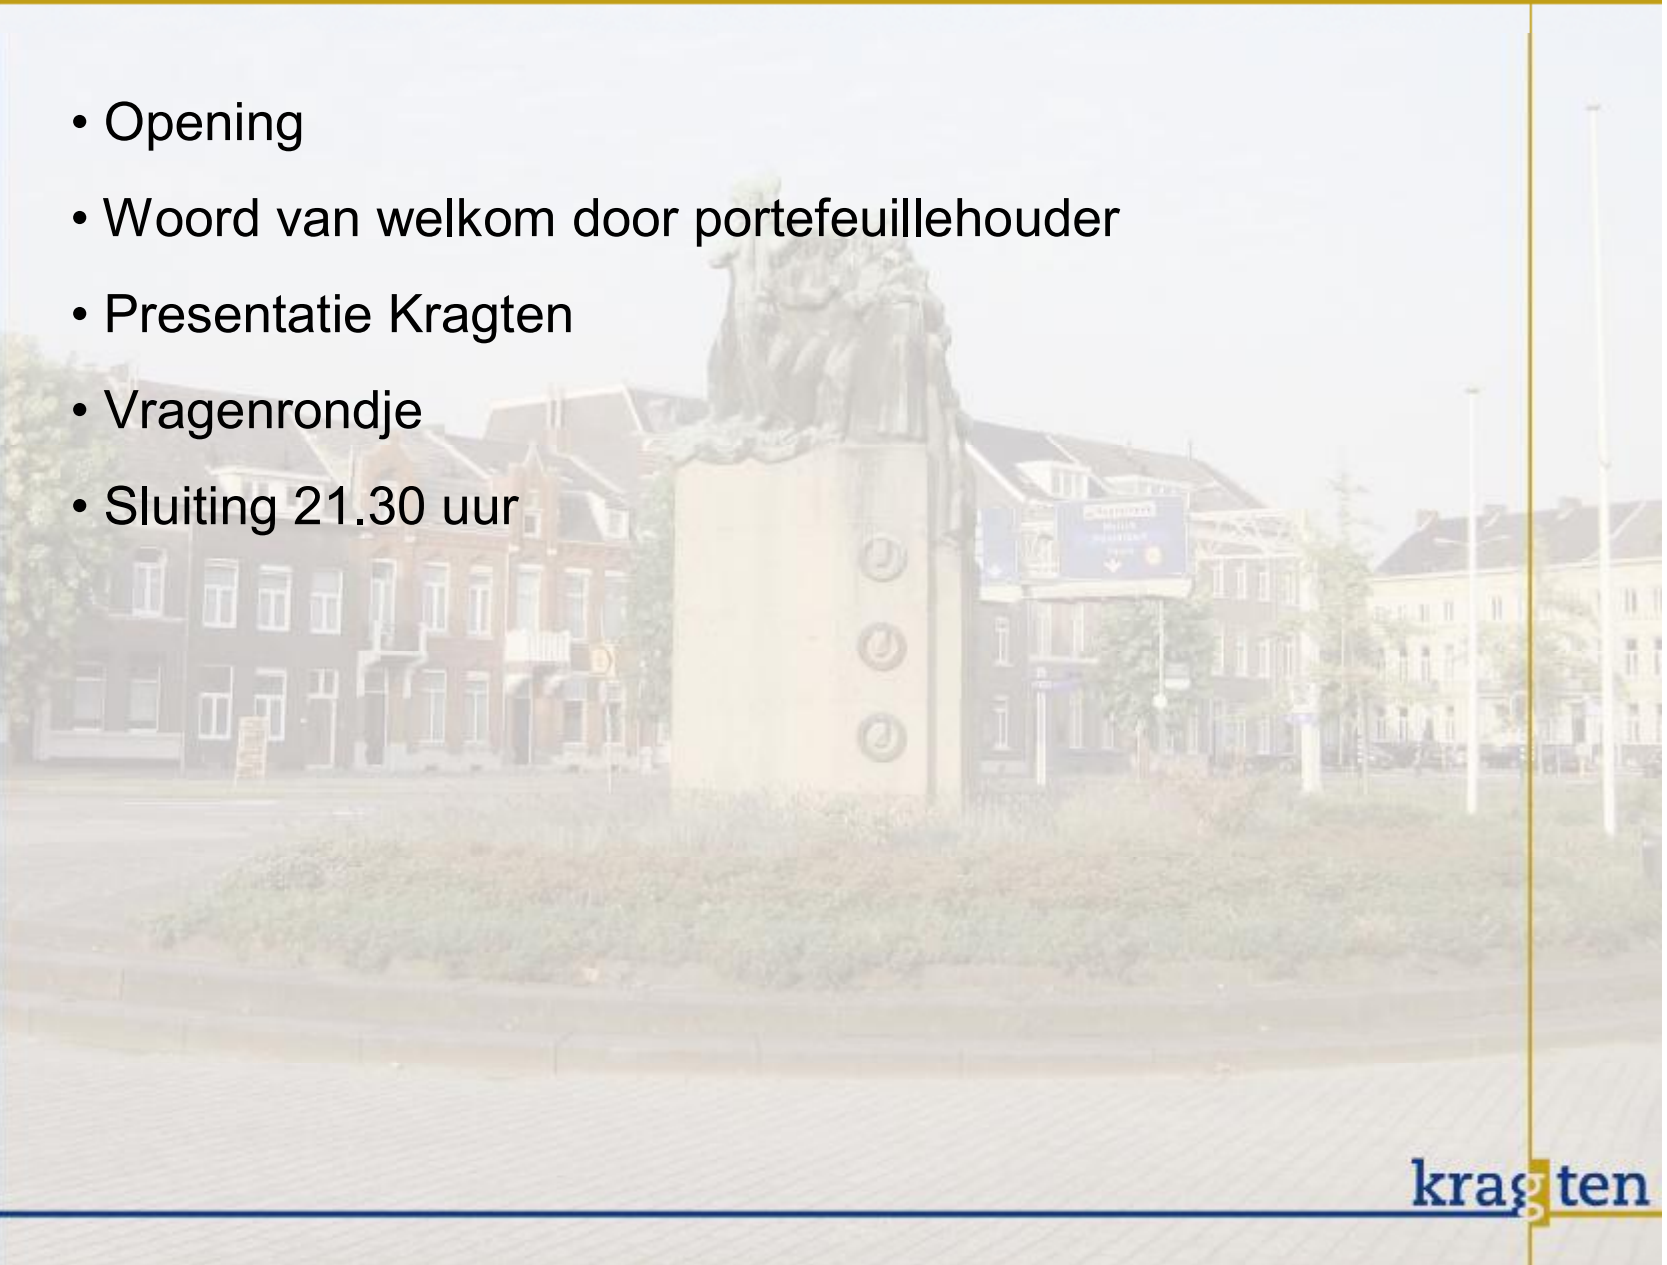 • Opening
• Woord van welkom door portefeuillehouder
• Presentatie Kragten
• Vragenrondje
• Sluiting 21.30 uur
kragten